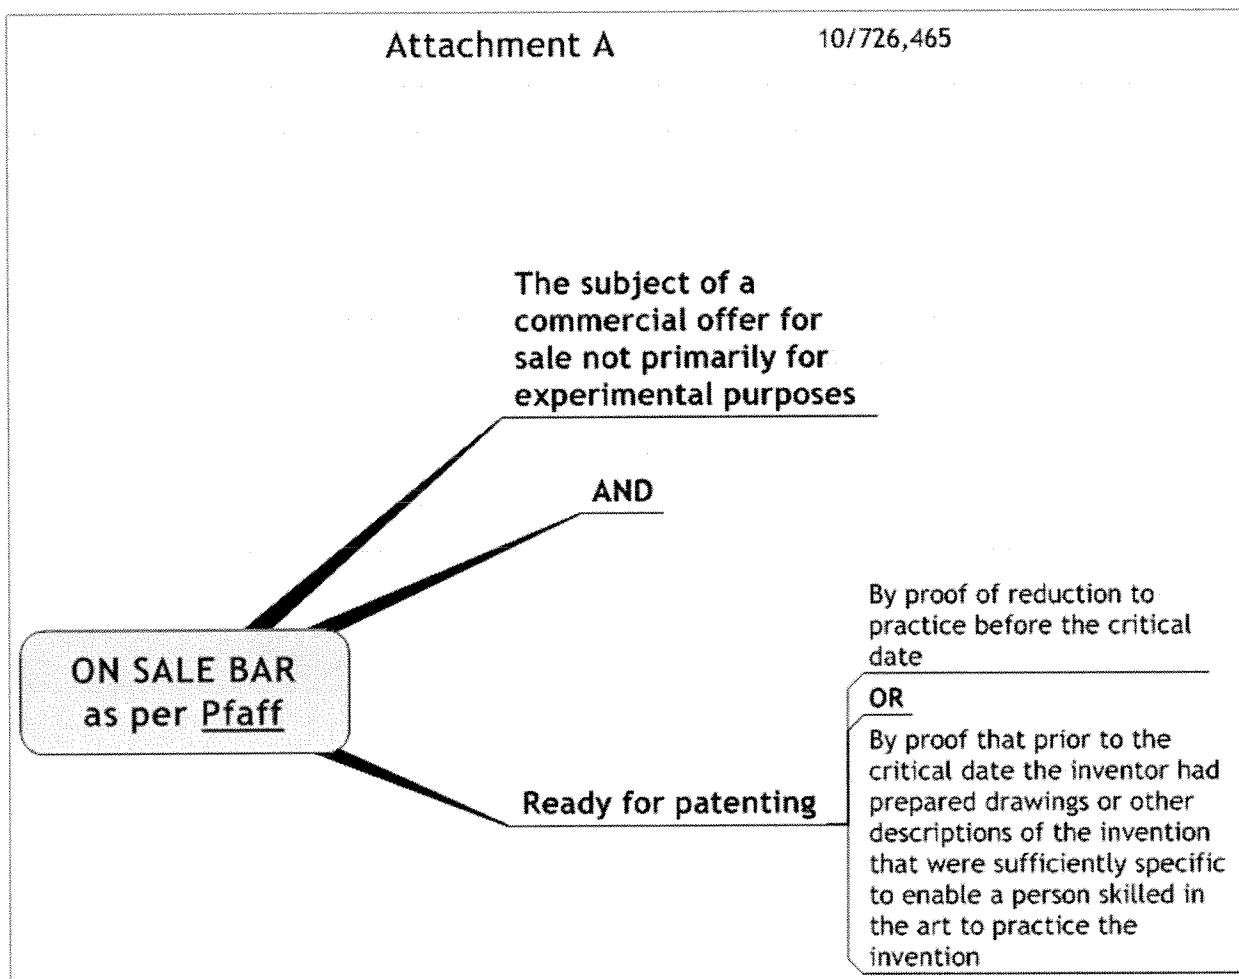 Attachment A
10/726,465
The subject of a
commercial offer for
sale not primarily for
experimental purposes
AND
ON SALE BAR
as per Pfaff
Ready for patenting
By proof of reduction to
practice before the critical
date
OR
By proof that prior to the
critical date the inventor had
prepared drawings or other
descriptions of the invention
that were sufficiently specific
to enable a person skilled in
the art to practice the
invention